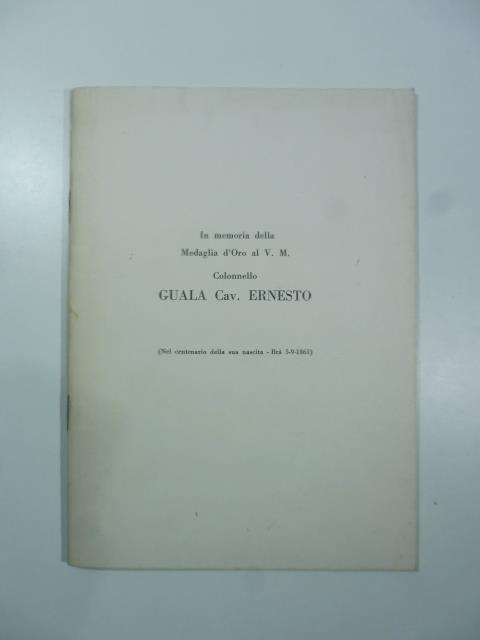 In memoria della
Medaglia d'Oro al V. M.
Colonnello
GUALA Cav. ERNESTO
(Nel centenario della sua nascita - Brà 5-9-1861)